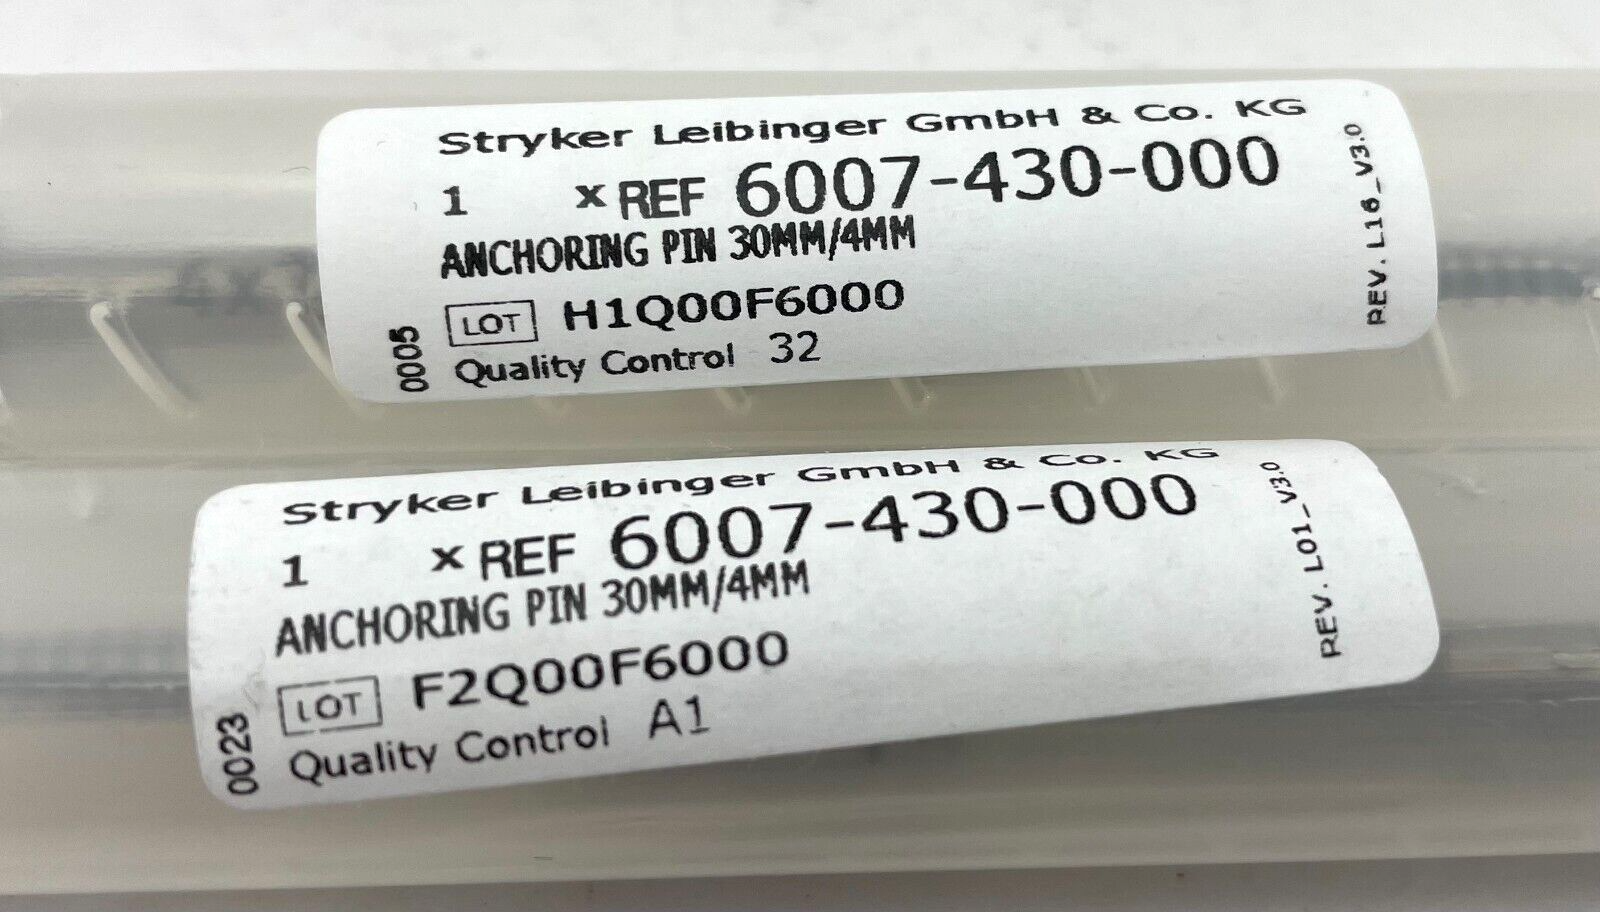 Stryker Leibinger GmbH & Co. KG
1 x REF 6007-430-000
ANCHORING PIN 30MM/4MM
LOT H1Q00F6000
Quality Control 32
0005
REV. L16_V3.0
Stryker Leibinger GmbH & Co. KG
1 x REF 6007-430-000
ANCHORING PIN 30MM/4MM
LOT F2Q00F6000
Quality Control A1
0023
REV. L01_V3.0